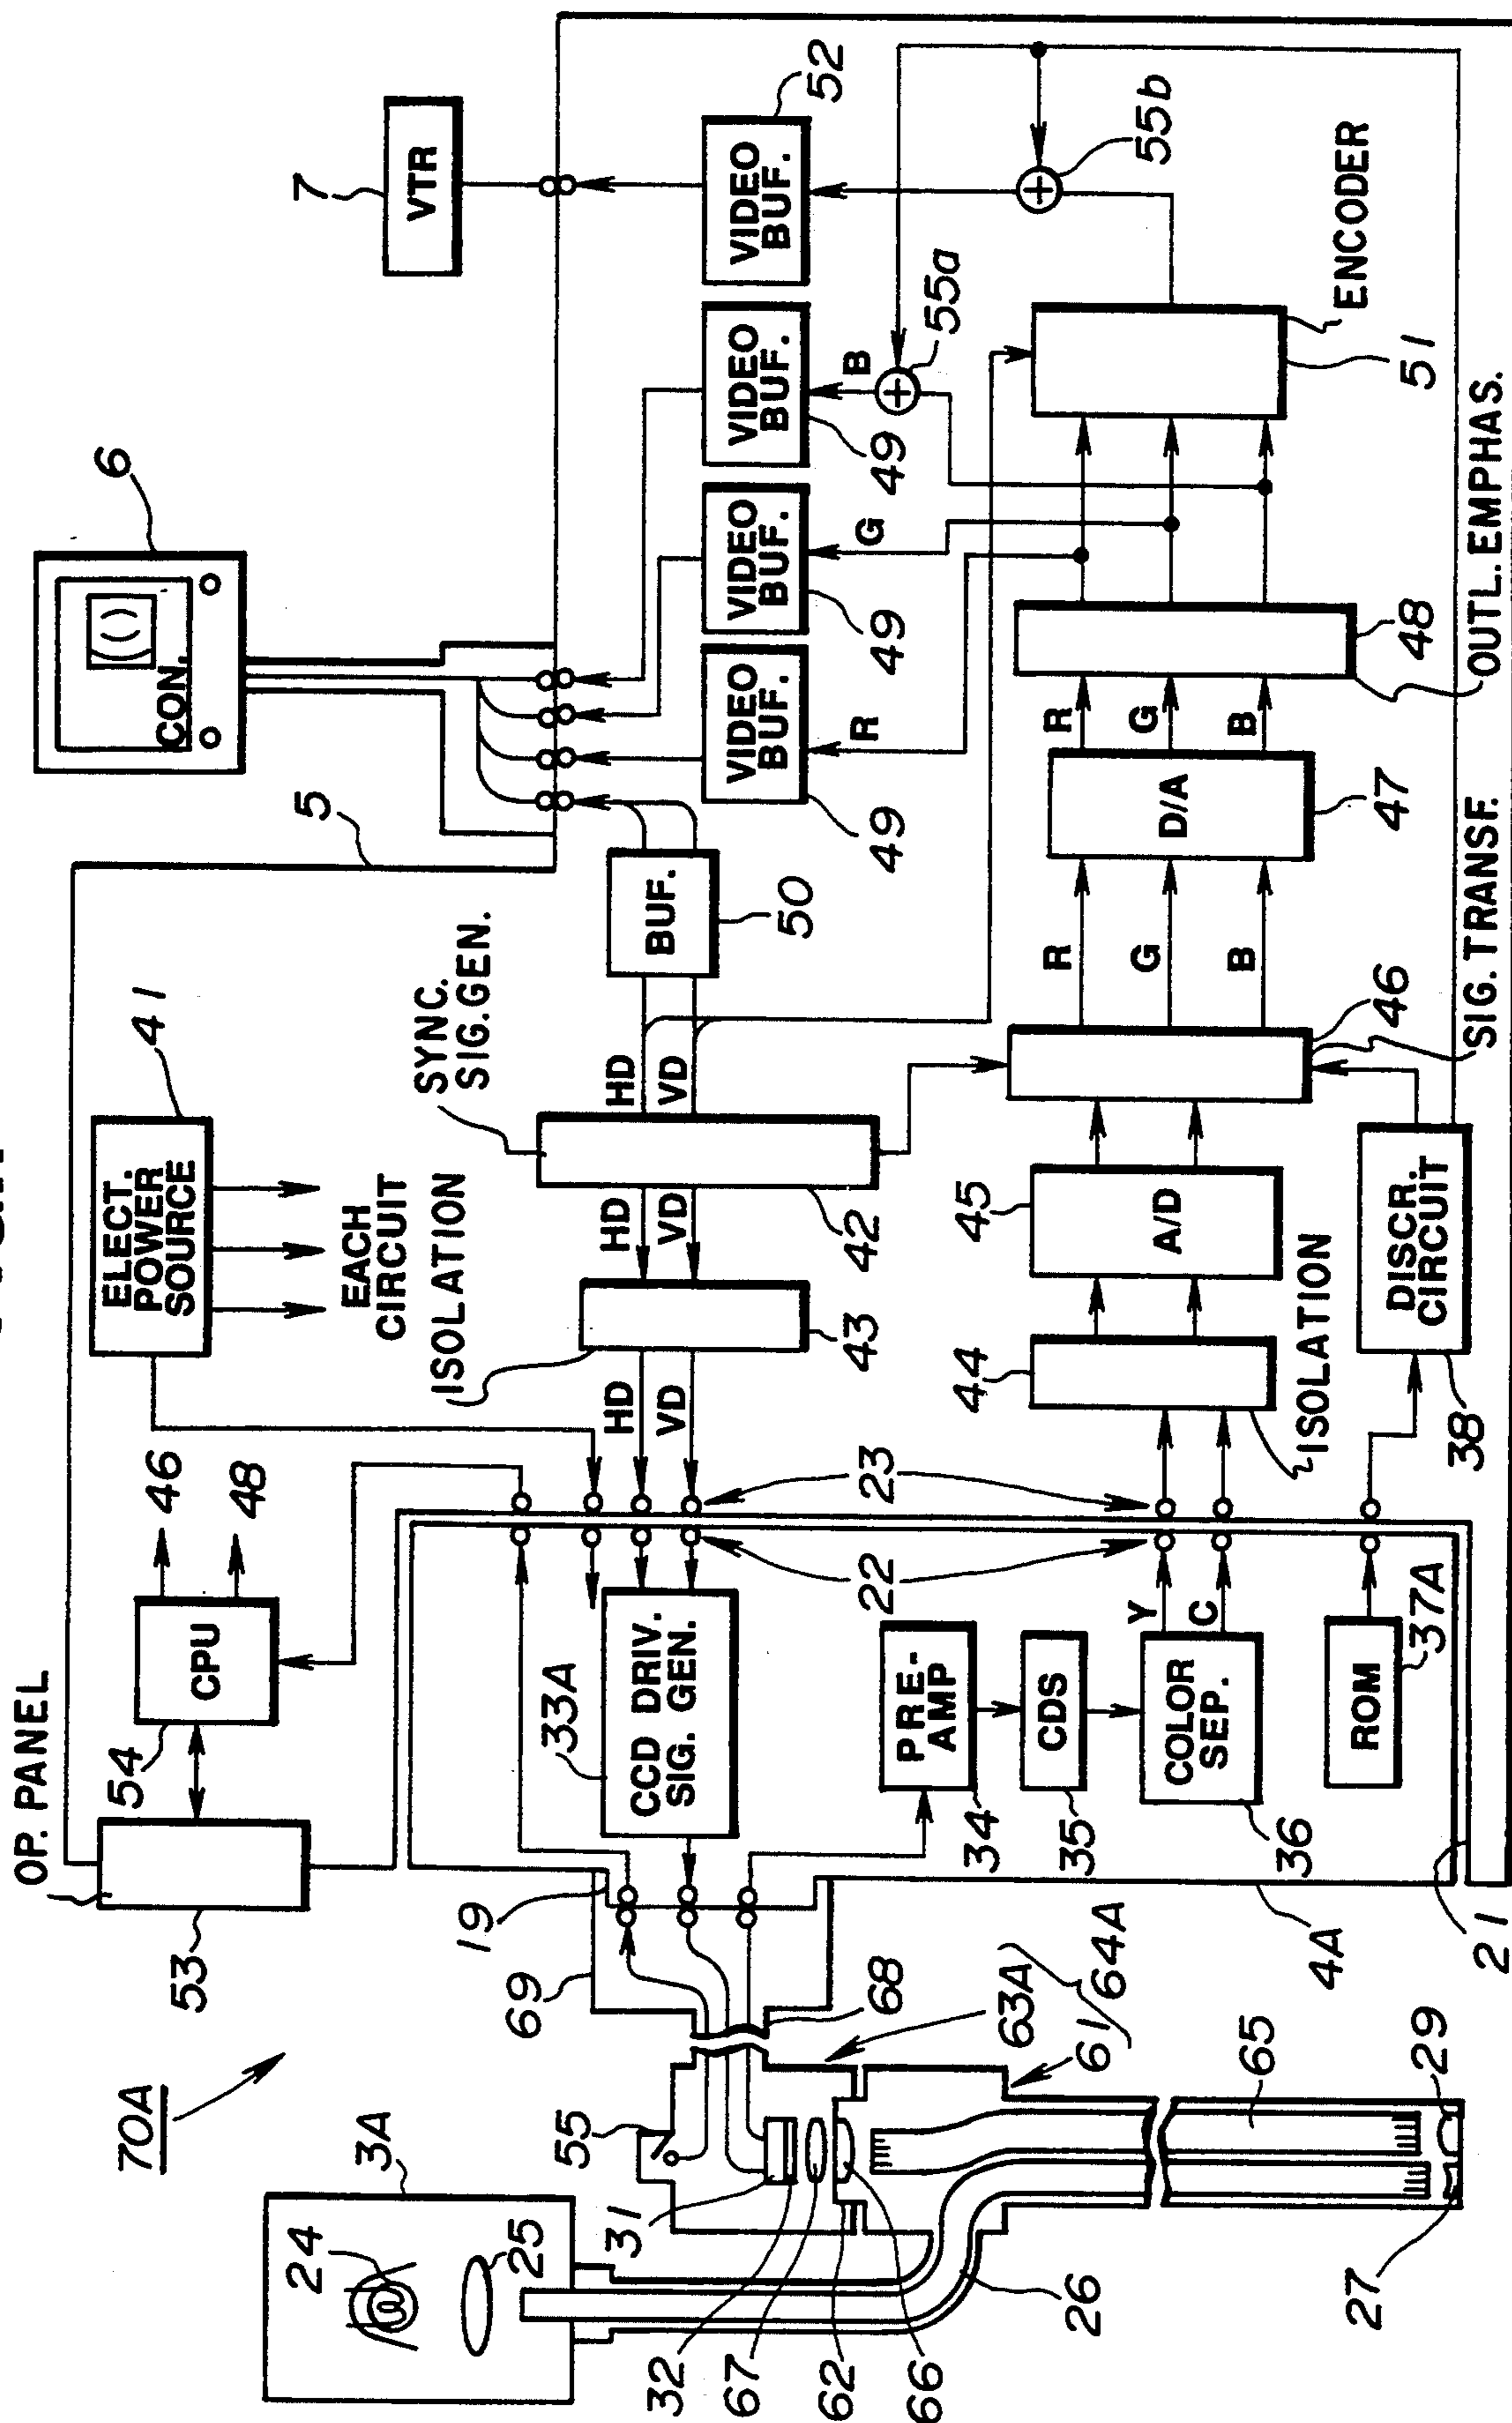 6
CON.
7
VTR
5
70A
OP. PANEL
53
54
CPU
46
48
ELECT.
POWER
SOURCE
41
EACH
CIRCUIT
ISOLATION
SYNC.
SIG.GEN.
3A
24
25
55
31
32
67
62
66
26
27
29
65
61
64A
63A
68
69
19
33A
CCD DRIV.
SIG. GEN.
PRE-
AMP
34
CDS
35
COLOR
SEP.
36
Y
C
ROM
37A
4A
21
22
23
HD
VD
43
HD
VD
42
HD
VD
BUF.
50
VIDEO
BUF.
49
VIDEO
BUF.
49
VIDEO
BUF.
49
VIDEO
BUF.
52
R
G
B
55a
55b
44
ISOLATION
45
A/D
DISCR.
CIRCUIT
38
46
SIG. TRANSF.
R
G
B
D/A
47
R
G
B
48
OUTL. EMPHAS.
51
ENCODER